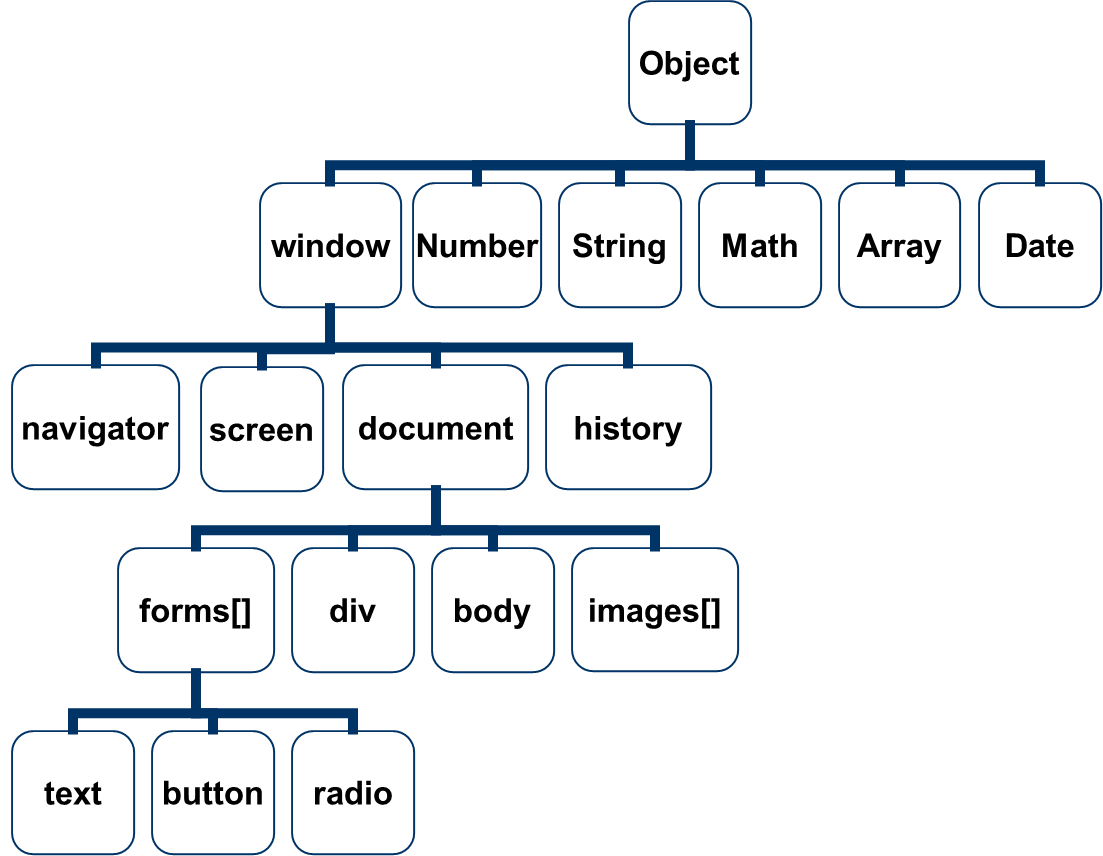 Object
window
Number
String
Math
Array
Date
navigator
screen
document
history
forms[]
div
body
images[]
text
button
radio